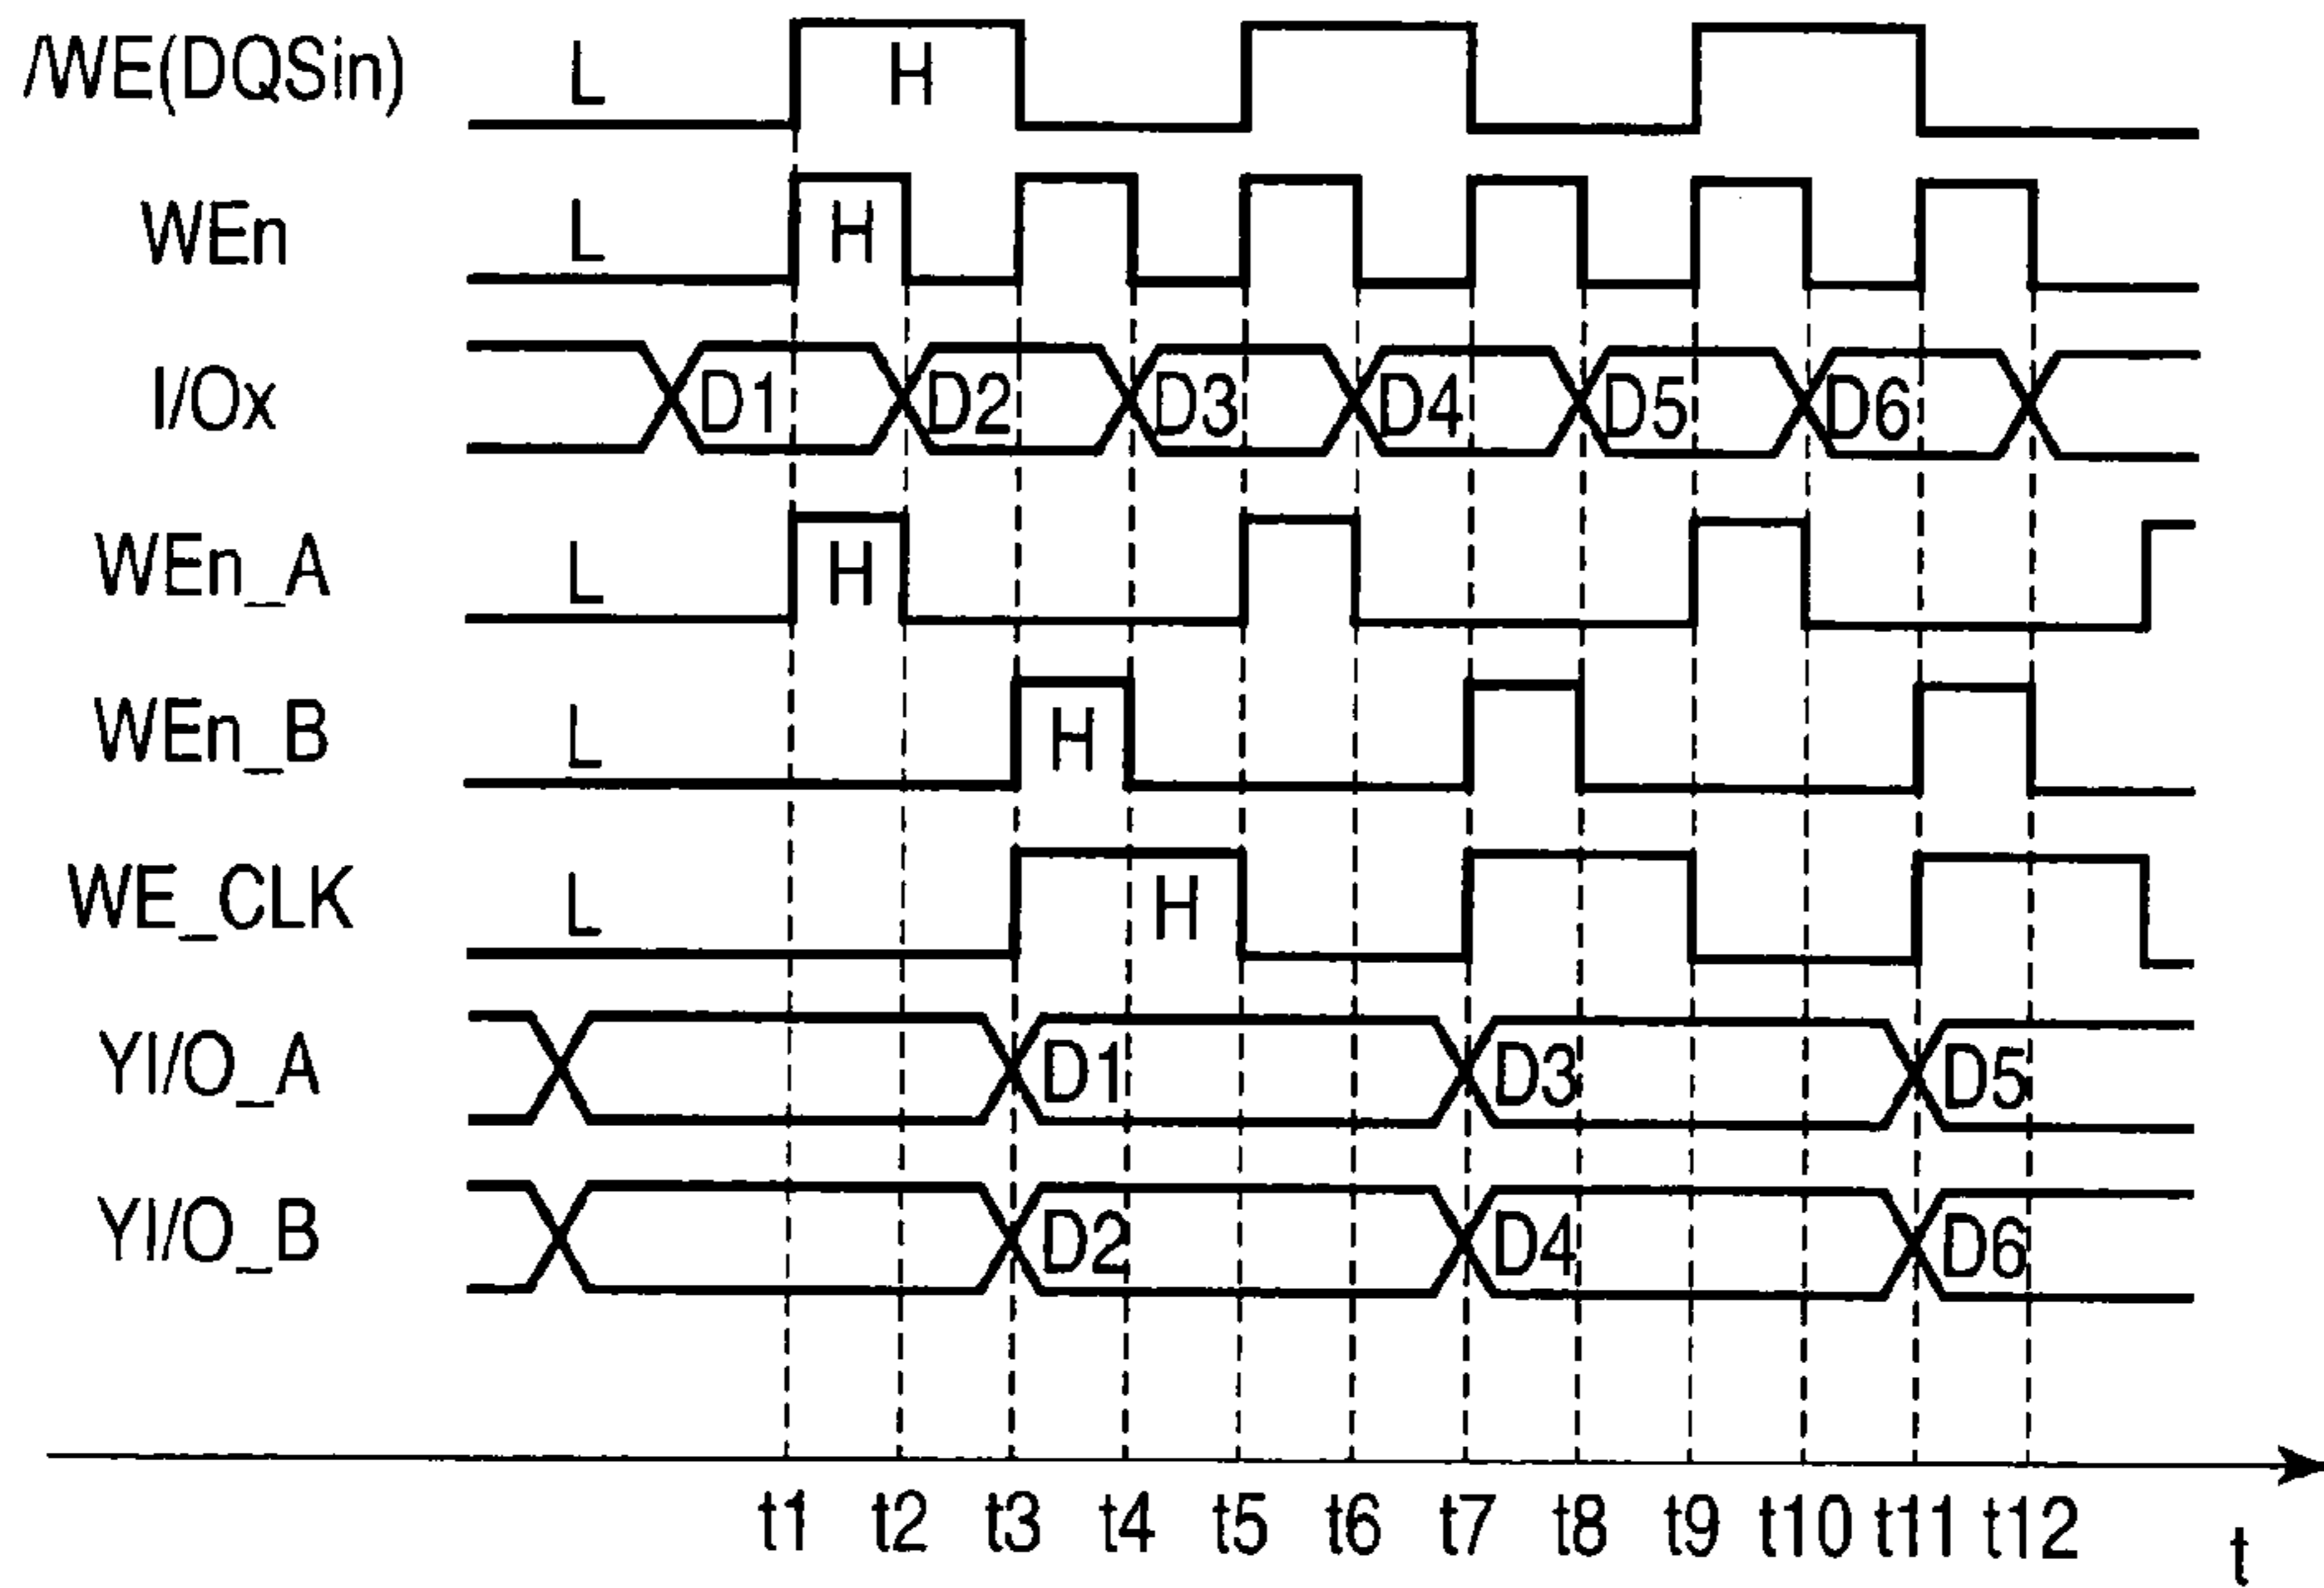 /WE(DQSin) L H
WEn L H
I/Ox D1 D2 D3 D4 D5 D6
WEn_A L H
WEn_B L H
WE_CLK L H
YI/O_A D1 D3 D5
YI/O_B D2 D4 D6
t1 t2 t3 t4 t5 t6 t7 t8 t9 t10 t11 t12 t